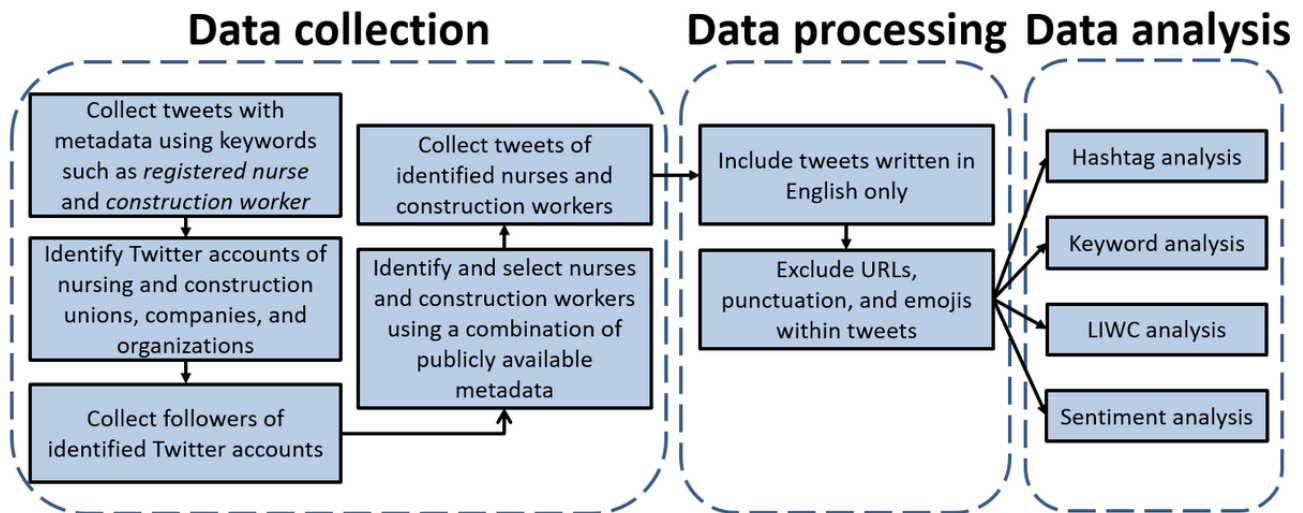 Data collection
Collect tweets with
metadata using keywords
such as registered nurse
and construction worker
Identify Twitter accounts of
nursing and construction
unions, companies, and
organizations
Collect followers of
identified Twitter accounts
Identify and select nurses
and construction workers
using a combination of
publicly available
metadata
Collect tweets of
identified nurses and
construction workers
Data processing
Include tweets written in
English only
Exclude URLs,
punctuation, and emojis
within tweets
Data analysis
Hashtag analysis
Keyword analysis
LIWC analysis
Sentiment analysis